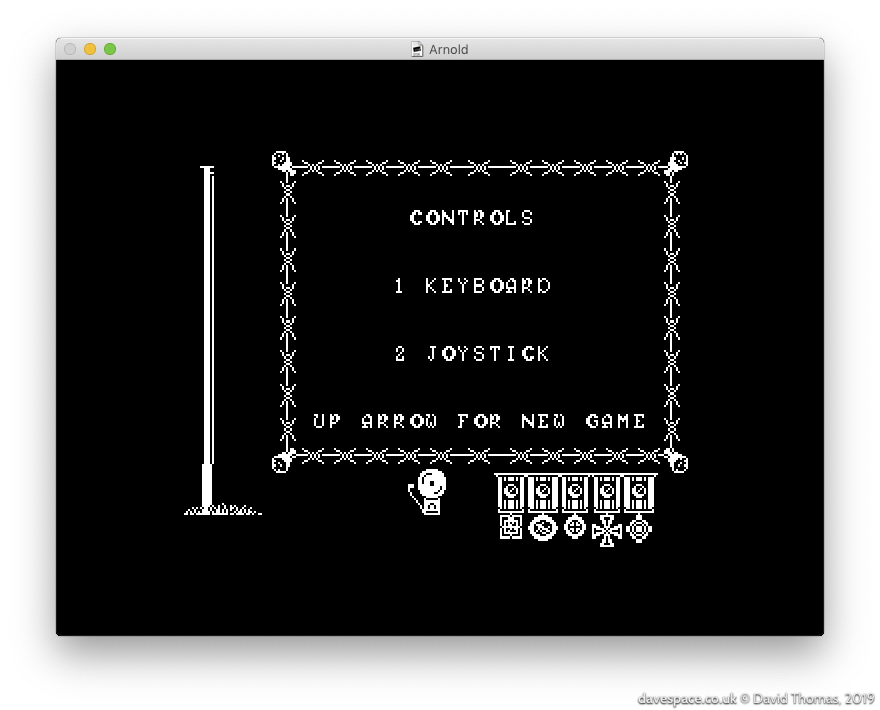 Arnold
CONTROLS
1 KEYBOARD
2 JOYSTICK
UP ARROW FOR NEW GAME
davespace.co.uk © David Thomas, 2019